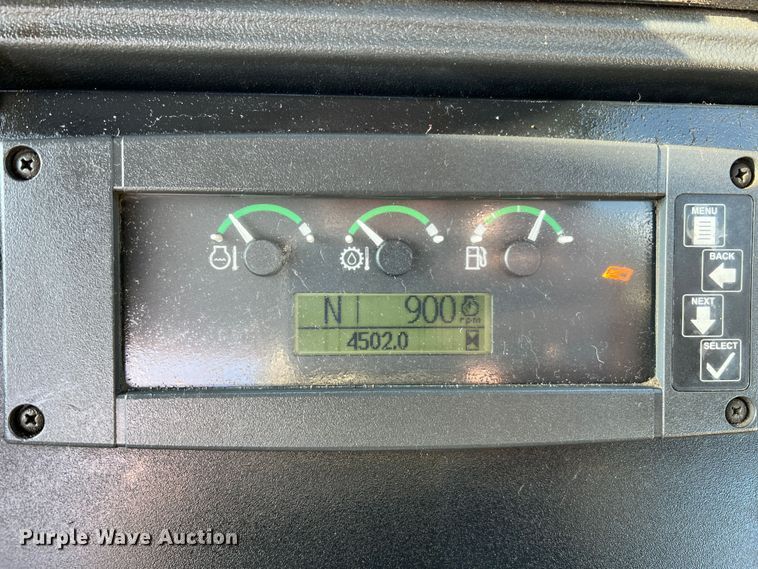 MENU
BACK
NEXT
SELECT
N 900 rpm
4502.0
Purple Wave Auction